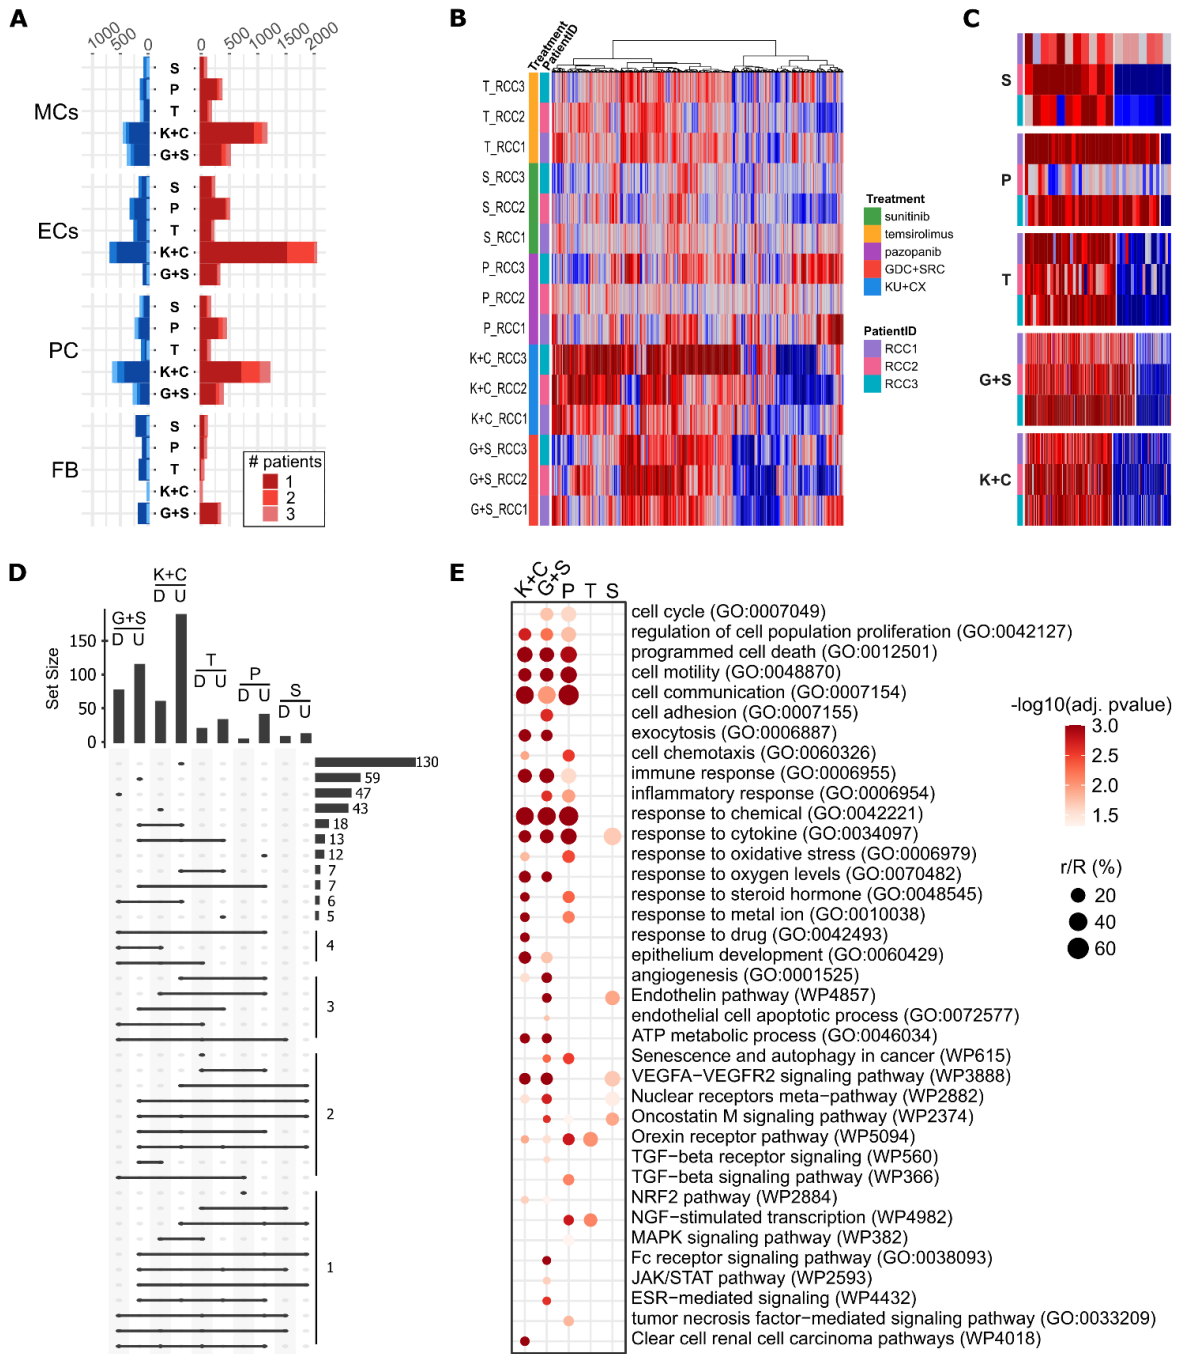 A
1000
500
0
0
500
1000
2000
MCs
S
P
T
K+C
G+S
ECs
S
P
T
K+C
G+S
PC
S
P
T
K+C
G+S
FB
S
P
T
K+C
G+S
# patients
1
2
3
B
Treatment
PatientID
T_RCC3
T_RCC2
T_RCC1
S_RCC3
S_RCC2
S_RCC1
P_RCC3
P_RCC2
P_RCC1
K+C_RCC3
K+C_RCC2
K+C_RCC1
G+S_RCC3
G+S_RCC2
G+S_RCC1
Treatment
sunitinib
temsirolimus
pazopanib
GDC+SRC
KU+CX
PatientID
RCC1
RCC2
RCC3
C
S
P
T
G+S
K+C
D
Set Size
150
100
50
0
G+S
D U
K+C
D U
T
D U
P
D U
S
D U
130
59
47
43
18
13
12
7
7
6
5
4
3
2
1
E
K+C G+S P T S
cell cycle (GO:0007049)
regulation of cell population proliferation (GO:0042127)
programmed cell death (GO:0012501)
cell motility (GO:0048870)
cell communication (GO:0007154)
cell adhesion (GO:0007155)
exocytosis (GO:0006887)
cell chemotaxis (GO:0060326)
immune response (GO:0006955)
inflammatory response (GO:0006954)
response to chemical (GO:0042221)
response to cytokine (GO:0034097)
response to oxidative stress (GO:0006979)
response to oxygen levels (GO:0070482)
response to steroid hormone (GO:0048545)
response to metal ion (GO:0010038)
response to drug (GO:0042493)
epithelium development (GO:0060429)
angiogenesis (GO:0001525)
Endothelin pathway (WP4857)
endothelial cell apoptotic process (GO:0072577)
ATP metabolic process (GO:0046034)
Senescence and autophagy in cancer (WP615)
VEGFA−VEGFR2 signaling pathway (WP3888)
Nuclear receptors meta−pathway (WP2882)
Oncostatin M signaling pathway (WP2374)
Orexin receptor pathway (WP5094)
TGF−beta receptor signaling (WP560)
TGF−beta signaling pathway (WP366)
NRF2 pathway (WP2884)
NGF−stimulated transcription (WP4982)
MAPK signaling pathway (WP382)
Fc receptor signaling pathway (GO:0038093)
JAK/STAT pathway (WP2593)
ESR−mediated signaling (WP4432)
tumor necrosis factor−mediated signaling pathway (GO:0033209)
Clear cell renal cell carcinoma pathways (WP4018)
-log10(adj. pvalue)
3.0
2.5
2.0
1.5
r/R (%)
20
40
60